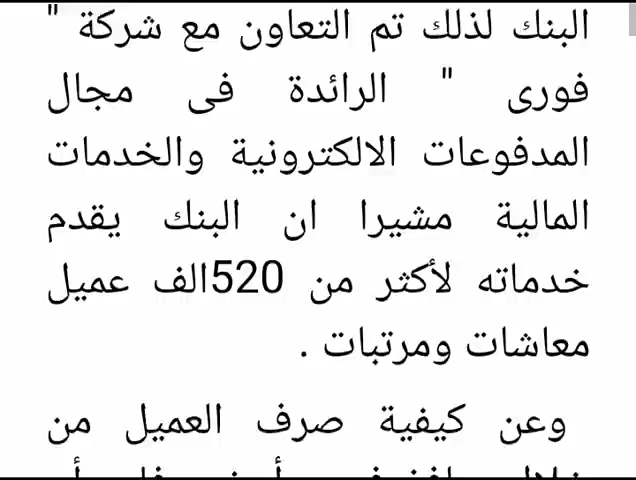 البنك لذلك تم التعاون مع شركة "
فورى " الرائدة فى مجال
المدفوعات الالكترونية والخدمات
المالية مشيرا ان البنك يقدم
خدماته لأكثر من 520الف عميل
معاشات ومرتبات .
وعن كيفية صرف العميل من